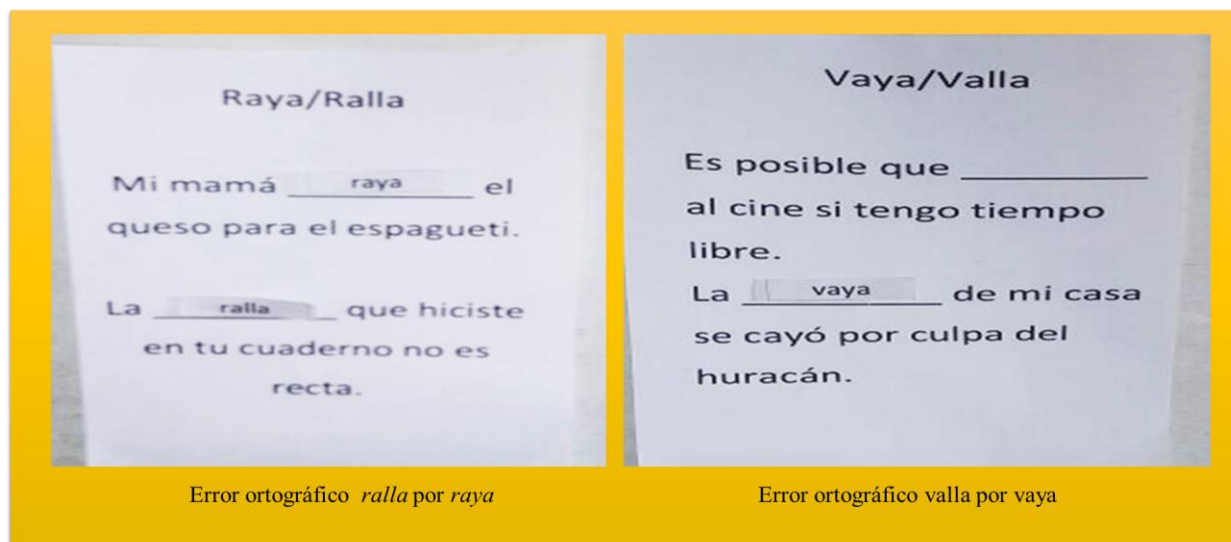 Raya/Ralla
Mi mamá raya el
queso para el espagueti.
La ralla que hiciste
en tu cuaderno no es
recta.
Vaya/Valla
Es posible que __________
al cine si tengo tiempo
libre.
La vaya de mi casa
se cayó por culpa del
huracán.
Error ortográfico ralla por raya
Error ortográfico valla por vaya